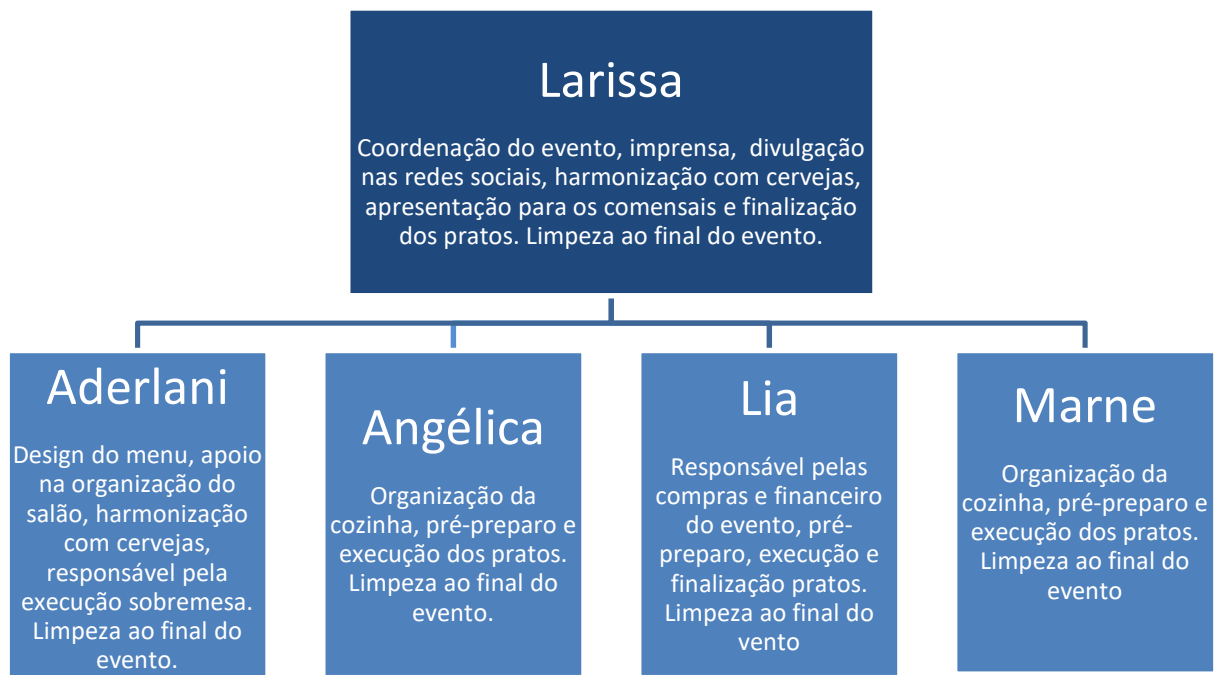 Larissa
Coordenação do evento, imprensa,  divulgação
nas redes sociais, harmonização com cervejas,
apresentação para os comensais e finalização
dos pratos. Limpeza ao final do evento.
Aderlani
Design do menu, apoio
na organização do
salão, harmonização
com cervejas,
responsável pela
execução sobremesa.
Limpeza ao final do
evento.
Angélica
Organização da
cozinha, pré-preparo e
execução dos pratos.
Limpeza ao final do
evento.
Lia
Responsável pelas
compras e financeiro
do evento, pré-
preparo, execução e
finalização pratos.
Limpeza ao final do
vento
Marne
Organização da
cozinha, pré-preparo e
execução dos pratos.
Limpeza ao final do
evento